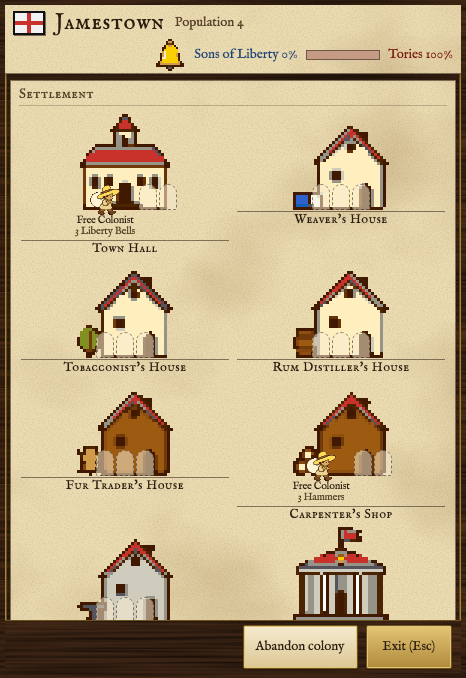 Jamestown Population 4
Sons of Liberty 0% Tories 100%
Settlement
Free Colonist
3 Liberty Bells
Town Hall
Weaver's House
Tobacconist's House
Rum Distiller's House
Fur Trader's House
Free Colonist
3 Hammers
Carpenter's Shop
Abandon colony
Exit (Esc)